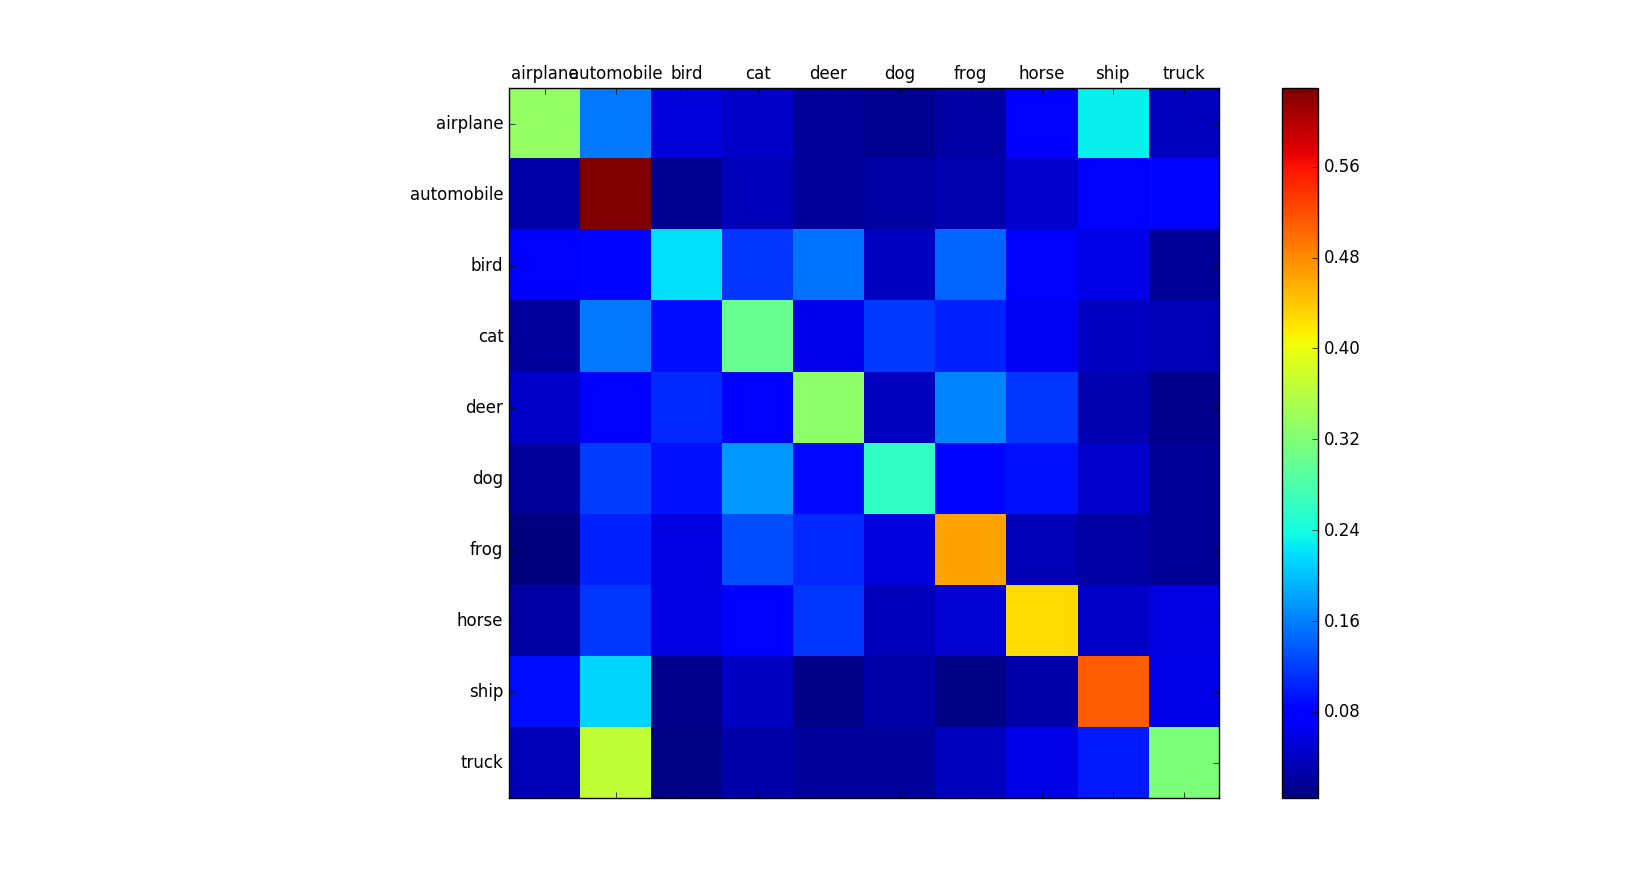 airplane automobile bird cat deer dog frog horse ship truck
airplane
automobile
bird
cat
deer
dog
frog
horse
ship
truck
0.56
0.48
0.40
0.32
0.24
0.16
0.08